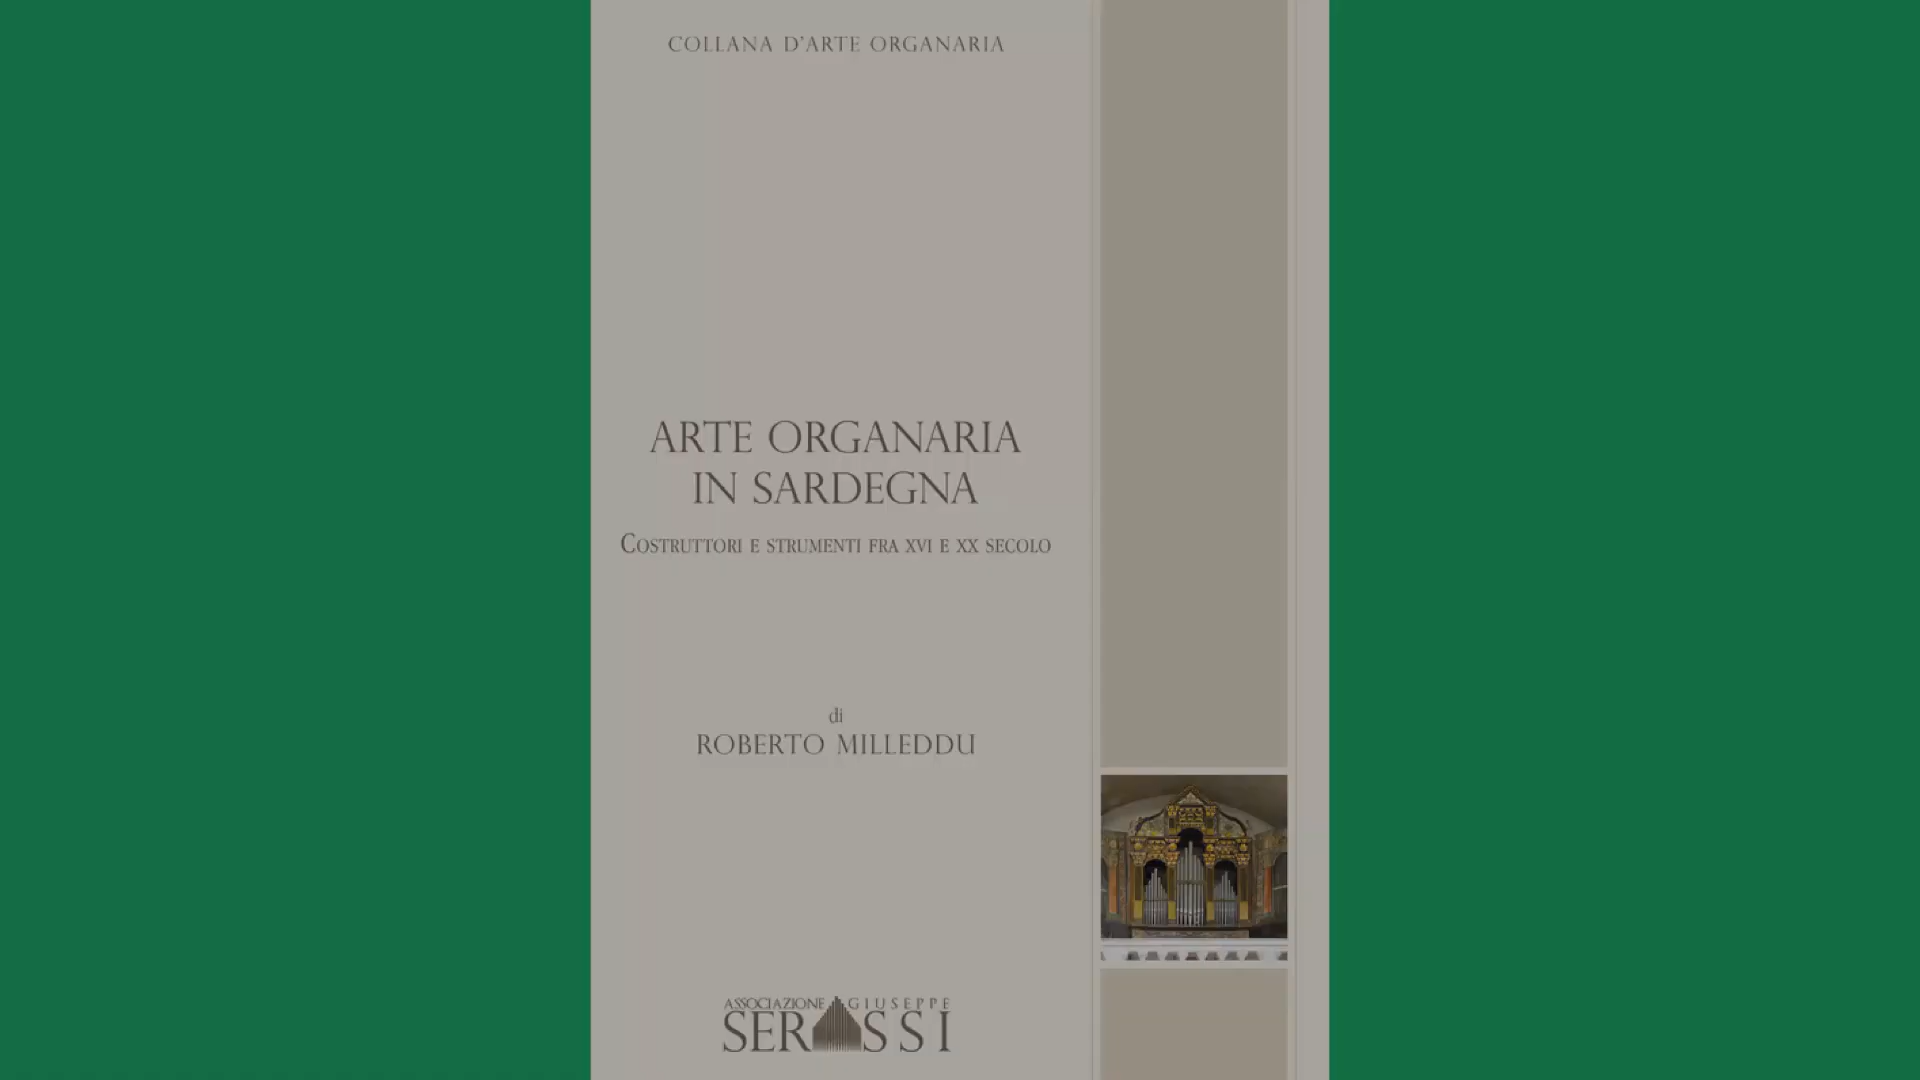 COLLANA D'ARTE ORGANARIA
ARTE ORGANARIA
IN SARDEGNA
COSTRUTTORI E STRUMENTI FRA XVI E XX SECOLO
di
ROBERTO MILLEDDU
ASSOCIAZIONE GIUSEPPE
SERASSI